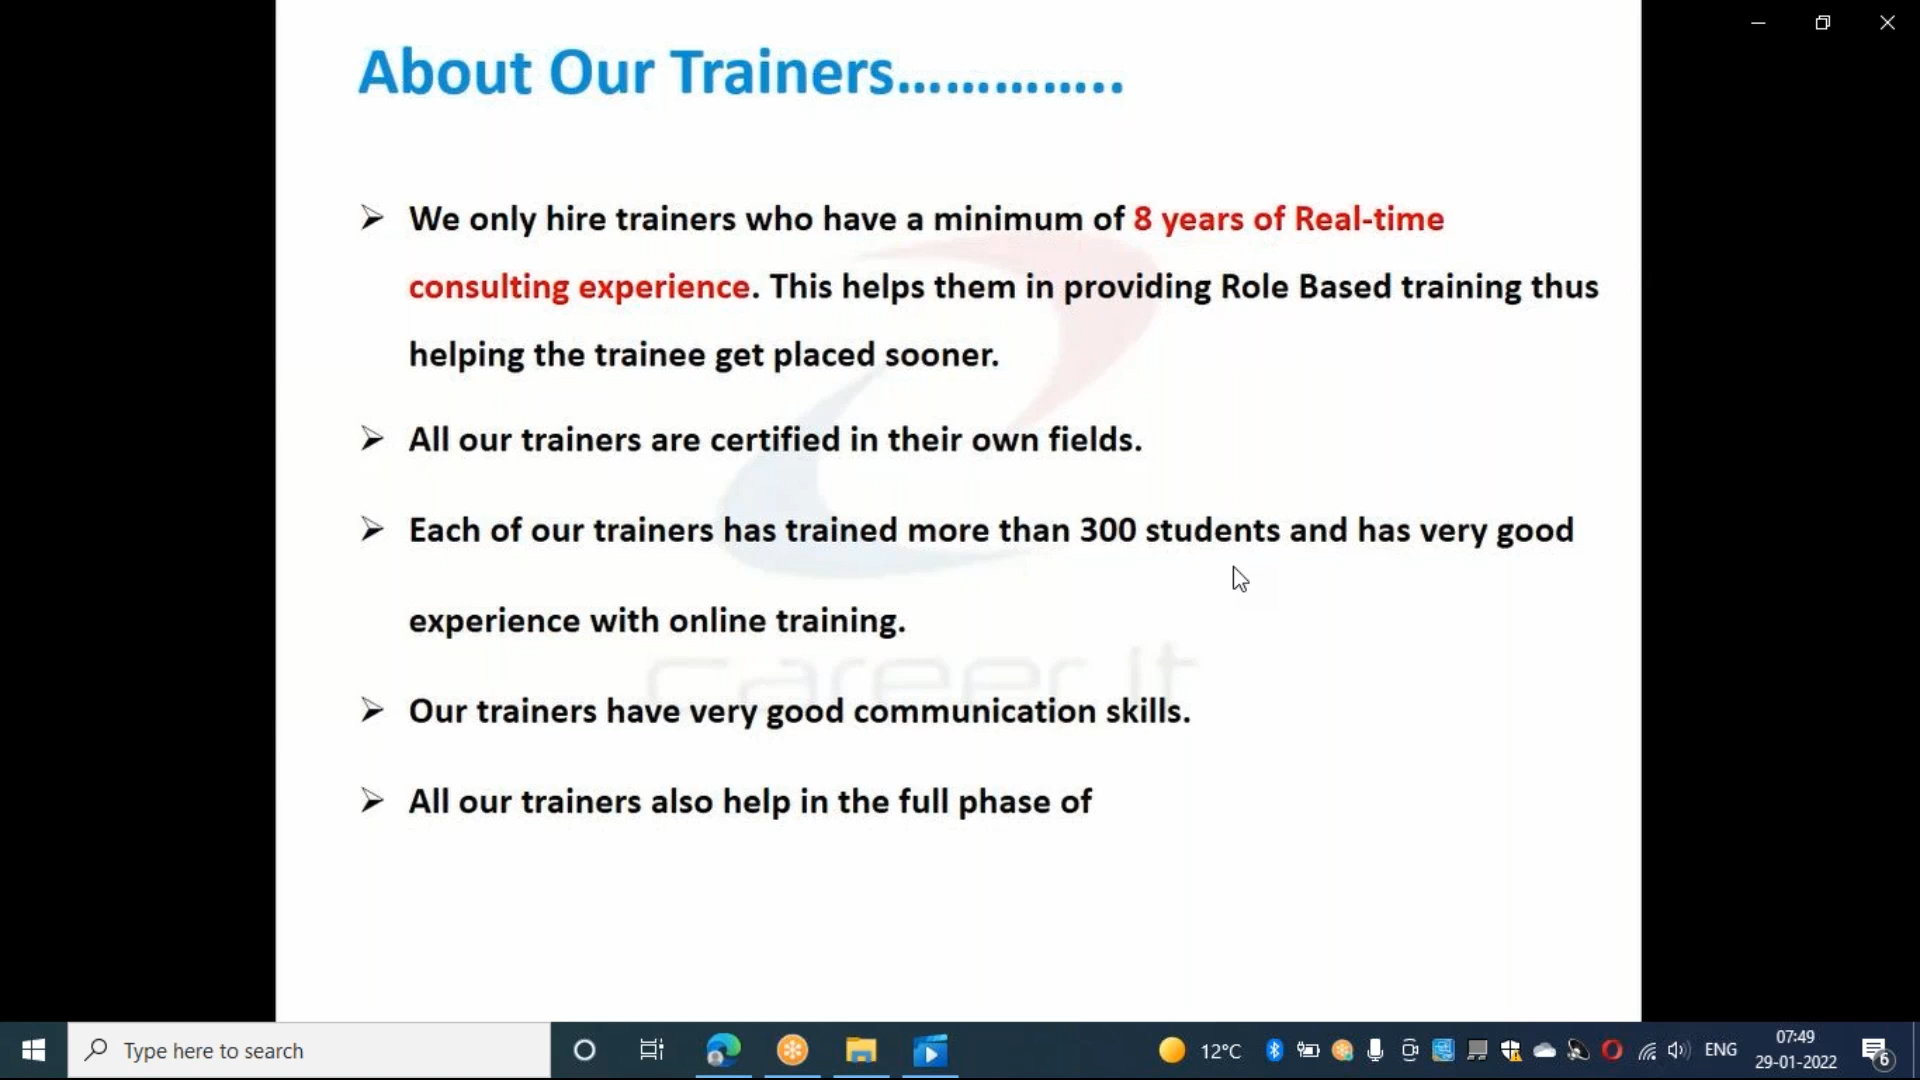 About Our Trainers…………..
➢ We only hire trainers who have a minimum of 8 years of Real-time
consulting experience. This helps them in providing Role Based training thus
helping the trainee get placed sooner.
➢ All our trainers are certified in their own fields.
➢ Each of our trainers has trained more than 300 students and has very good
experience with online training.
career it
➢ Our trainers have very good communication skills.
➢ All our trainers also help in the full phase of
Type here to search
12°C
ENG
07:49
29-01-2022
6